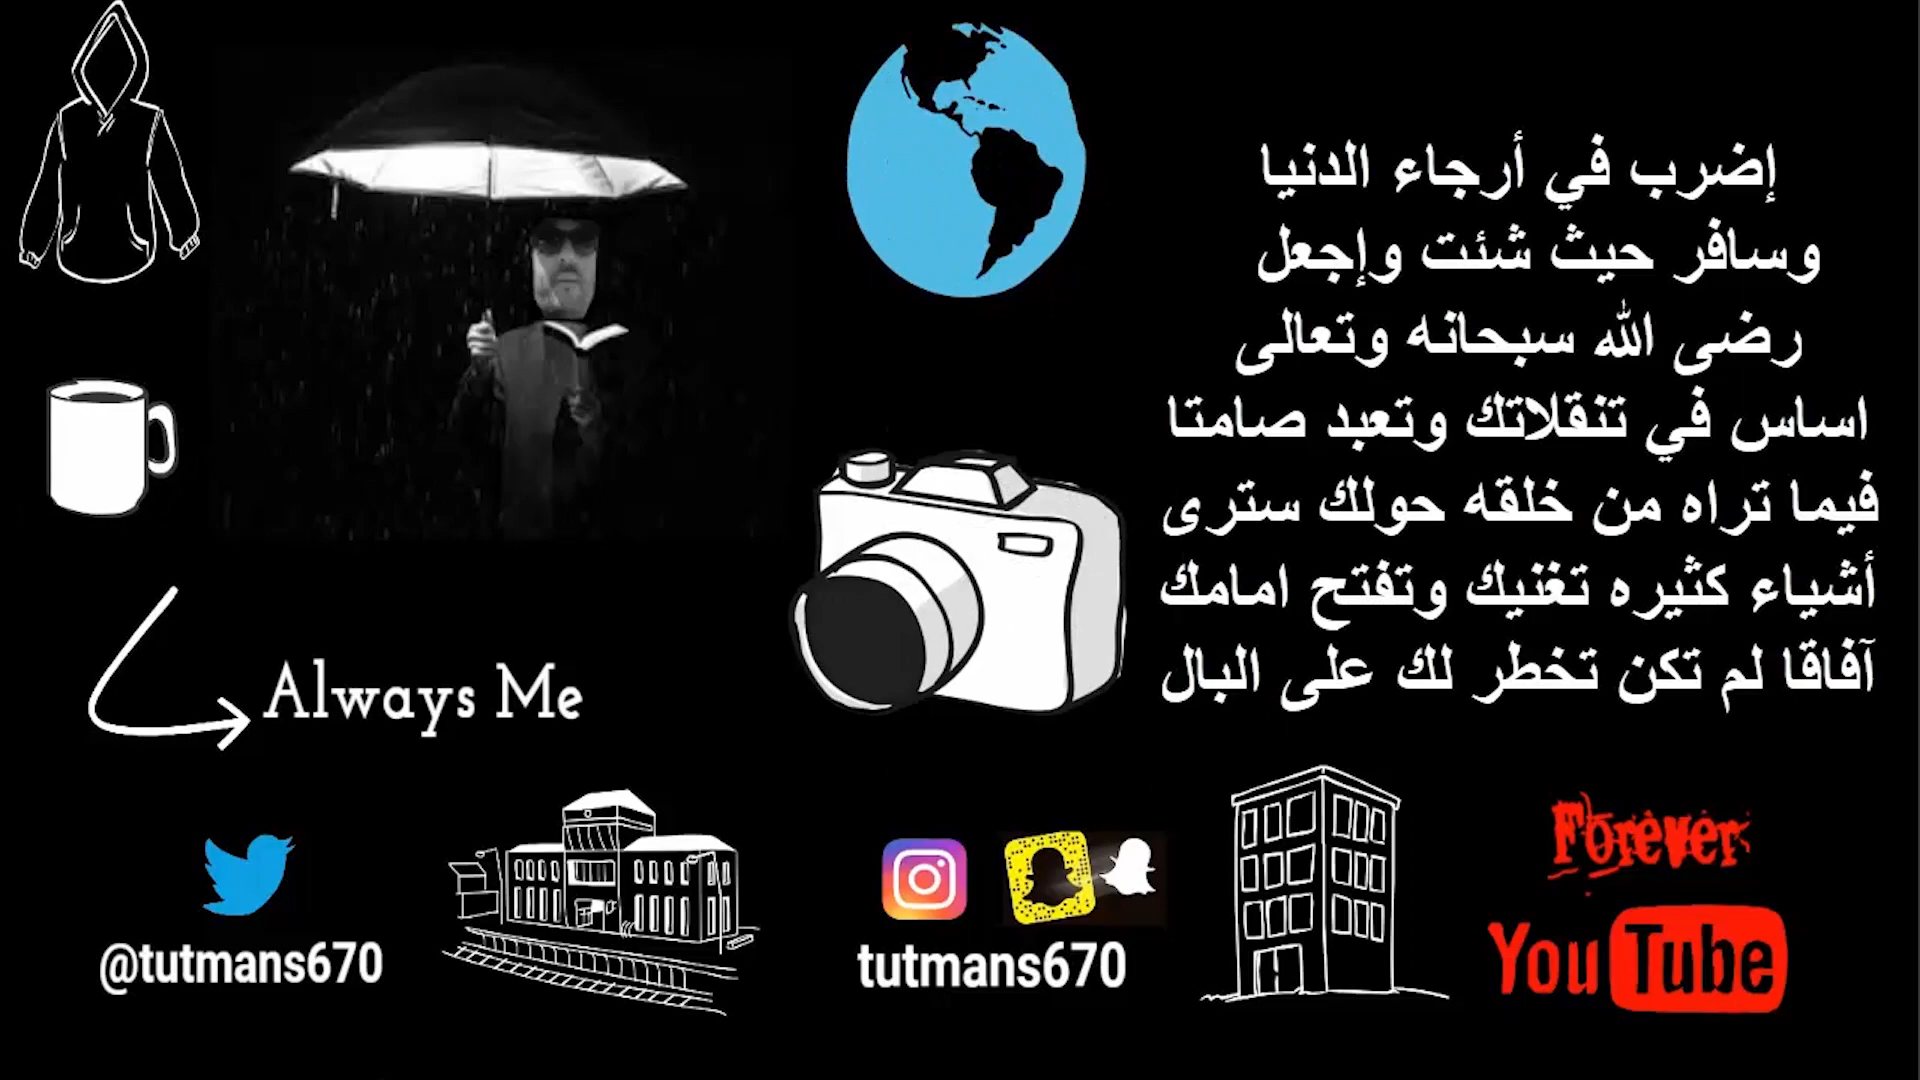 إضرب في أرجاء الدنيا
وسافر حيث شئت وإجعل
رضى الله سبحانه وتعالى
اساس في تنقلاتك وتعبد صامتا
فيما تراه من خلقه حولك سترى
أشياء كثيره تغنيك وتفتح امامك
آفاقا لم تكن تخطر لك على البال
Always Me
@tutmans670
tutmans670
Forever
YouTube